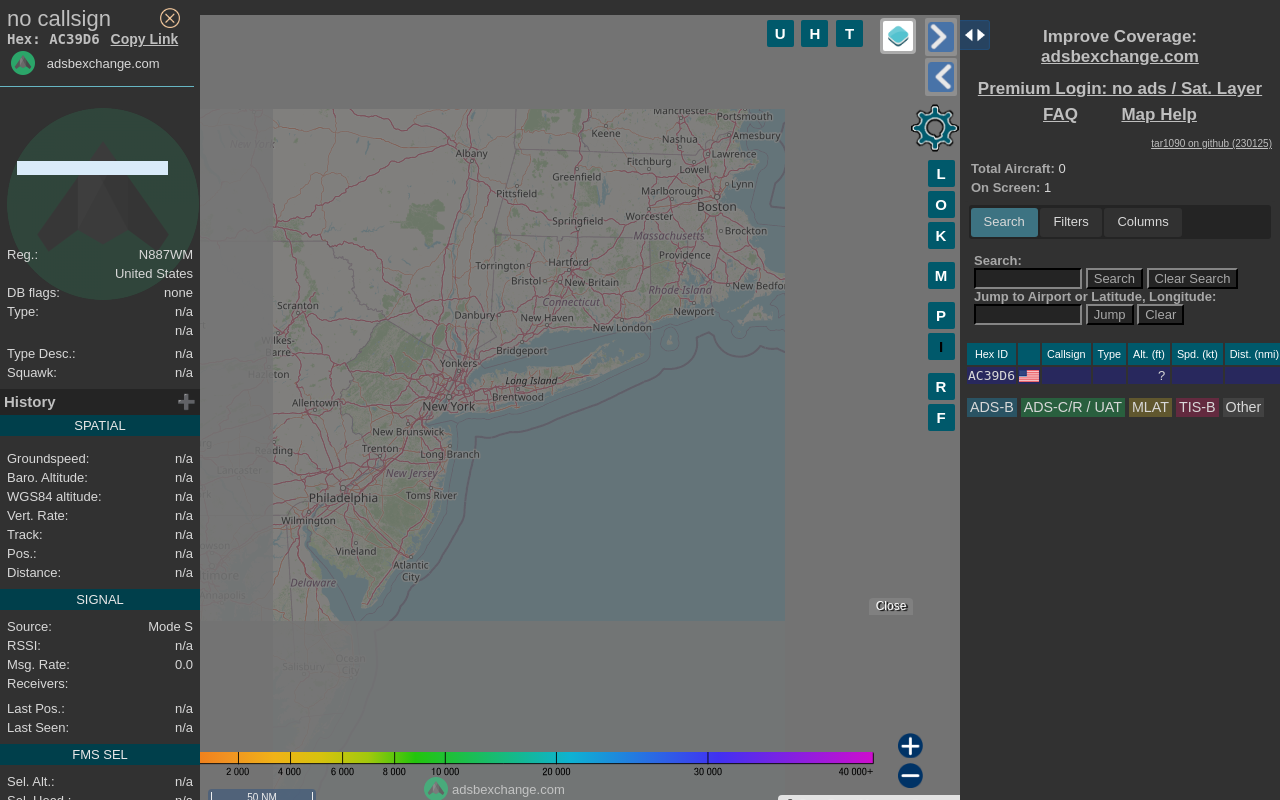 no callsign
Hex: AC39D6 Copy Link
adsbexchange.com
Reg.: N887WM
United States
DB flags: none
Type: n/a
n/a
Type Desc.: n/a
Squawk: n/a
History
SPATIAL
Groundspeed: n/a
Baro. Altitude: n/a
WGS84 altitude: n/a
Vert. Rate: n/a
Track: n/a
Pos.: n/a
Distance: n/a
SIGNAL
Source: Mode S
RSSI: n/a
Msg. Rate: 0.0
Receivers:
Last Pos.: n/a
Last Seen: n/a
FMS SEL
Sel. Alt.: n/a
U H T
L
O
K
M
P
I
R
F
Manchester
Portsmouth
Keene
Nashua
Amesbury
Albany
Fitchburg
Lawrence
Greenfield
Lowell
Pittsfield
Marlborough
Lynn
Springfield
Worcester
Boston
Massachusetts
Brockton
Torrington
Hartford
Providence
Bristol
New Britain
Rhode Island
New Bedfor
Scranton
Connecticut
Danbury
New Haven
Newport
New London
Wilkes-
Barre
Bridgeport
Yonkers
Long Island
Allentown
New York
Brentwood
New Brunswick
Reading
Trenton
Long Branch
Lancaster
New Jersey
Philadelphia
Toms River
Wilmington
Vineland
Atlantic
City
Delaware
Annapolis
Salisbury
Ocean
City
Close
2 000 4 000 6 000 8 000 10 000 20 000 30 000 40 000+
adsbexchange.com
50 NM
Improve Coverage:
adsbexchange.com
Premium Login: no ads / Sat. Layer
FAQ Map Help
tar1090 on github (230125)
Total Aircraft: 0
On Screen: 1
Search Filters Columns
Search:
Search Clear Search
Jump to Airport or Latitude, Longitude:
Jump Clear
Hex ID Callsign Type Alt. (ft) Spd. (kt) Dist. (nmi)
AC39D6 ?
ADS-B ADS-C/R / UAT MLAT TIS-B Other